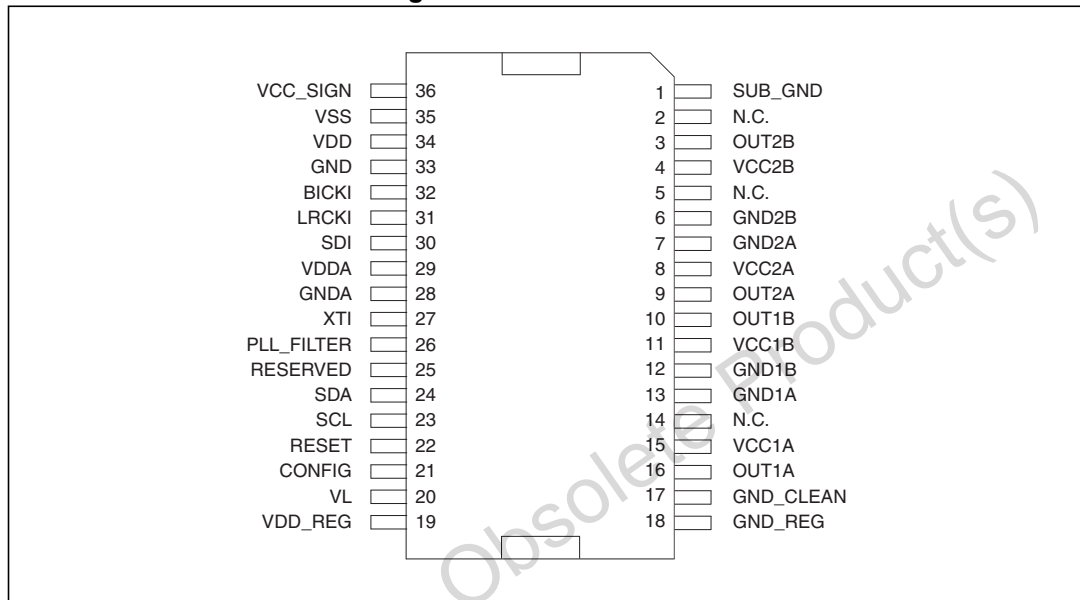 VCC_SIGN 36 1 SUB_GND
VSS 35 2 N.C.
VDD 34 3 OUT2B
GND 33 4 VCC2B
BICKI 32 5 N.C.
LRCKI 31 6 GND2B
SDI 30 7 GND2A
VDDA 29 8 VCC2A
GNDA 28 9 OUT2A
XTI 27 10 OUT1B
PLL_FILTER 26 11 VCC1B
RESERVED 25 12 GND1B
SDA 24 13 GND1A
SCL 23 14 N.C.
RESET 22 15 VCC1A
CONFIG 21 16 OUT1A
VL 20 17 GND_CLEAN
VDD_REG 19 18 GND_REG
Obsolete Product(s)